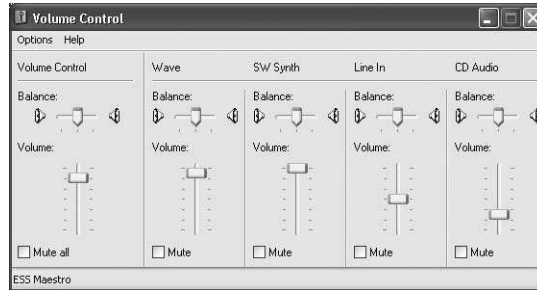 Volume Control
Options Help
Volume Control Wave SW Synth Line In CD Audio
Balance: Balance: Balance: Balance: Balance:
Volume: Volume: Volume: Volume: Volume:
Mute all Mute Mute Mute Mute
ESS Maestro